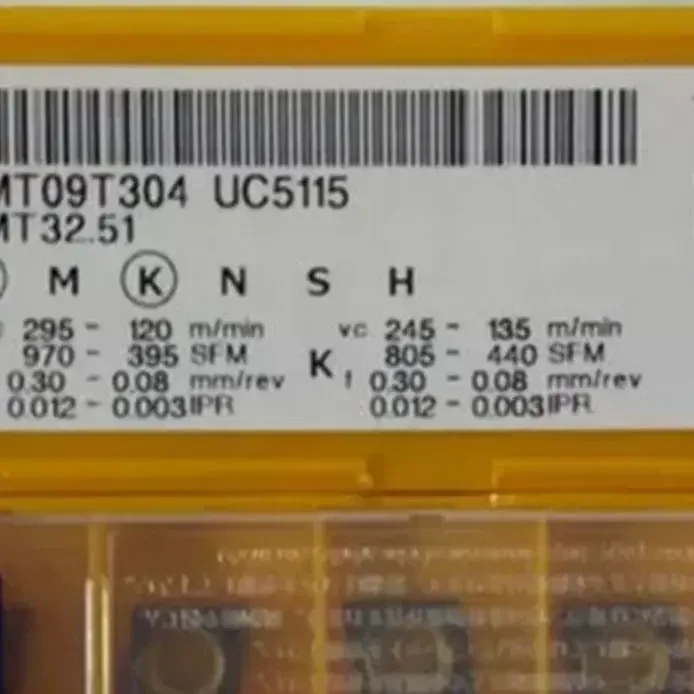 MT09T304 UC5115
MT32.51
M K N S H
295 - 120 m/min vc 245 - 135 m/min
970 - 395 SFM K 805 - 440 SFM
0.30 - 0.08 mm/rev f 0.30 - 0.08 mm/rev
0.012 - 0.003 IPR 0.012 - 0.003 IPR